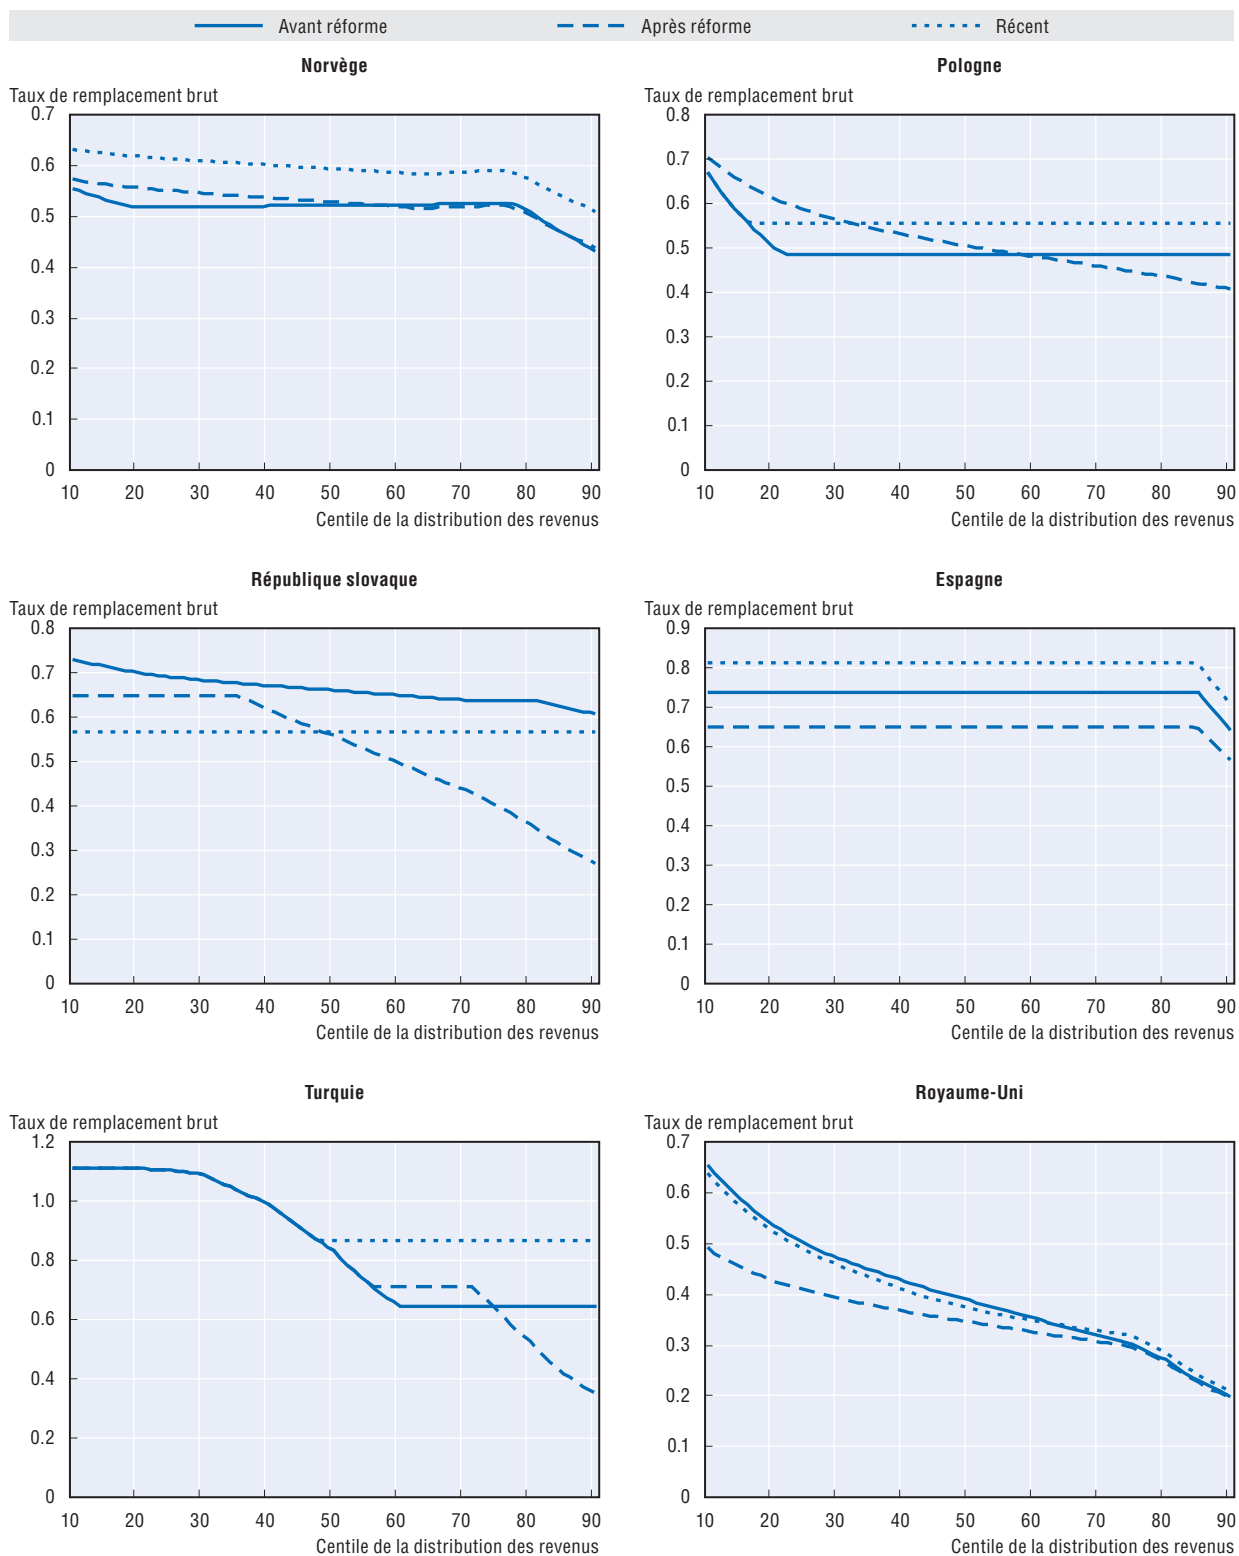 Avant réforme Après réforme Récent
Norvège
Taux de remplacement brut
0.7
0.6
0.5
0.4
0.3
0.2
0.1
0
10 20 30 40 50 60 70 80 90
Centile de la distribution des revenus
Pologne
Taux de remplacement brut
0.8
0.7
0.6
0.5
0.4
0.3
0.2
0.1
0
10 20 30 40 50 60 70 80 90
Centile de la distribution des revenus
République slovaque
Taux de remplacement brut
0.8
0.7
0.6
0.5
0.4
0.3
0.2
0.1
0
10 20 30 40 50 60 70 80 90
Centile de la distribution des revenus
Espagne
Taux de remplacement brut
0.9
0.8
0.7
0.6
0.5
0.4
0.3
0.2
0.1
0
10 20 30 40 50 60 70 80 90
Centile de la distribution des revenus
Turquie
Taux de remplacement brut
1.2
1.0
0.8
0.6
0.4
0.2
0
10 20 30 40 50 60 70 80 90
Centile de la distribution des revenus
Royaume-Uni
Taux de remplacement brut
0.7
0.6
0.5
0.4
0.3
0.2
0.1
0
10 20 30 40 50 60 70 80 90
Centile de la distribution des revenus